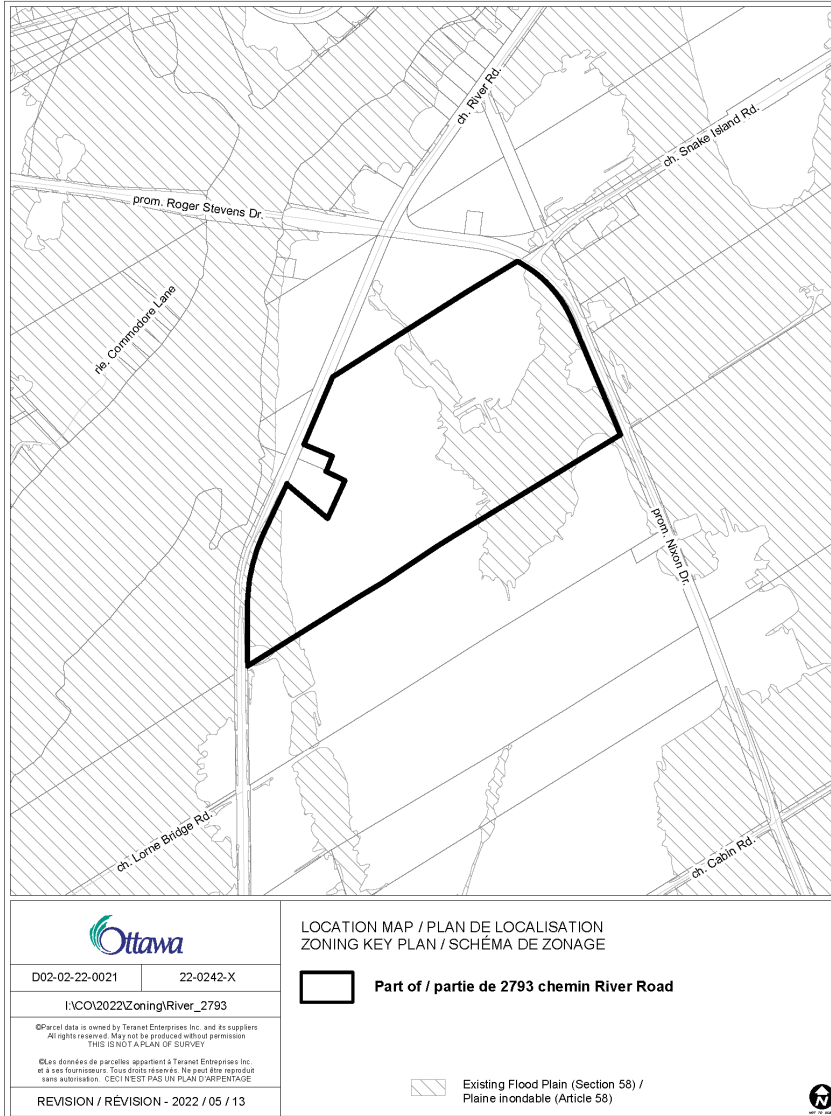 ch. River Rd.
ch. Snake Island Rd.
prom. Roger Stevens Dr.
rle. Commodore Lane
prom. Nixon Dr.
ch. Lorne Bridge Rd.
ch. Cabin Rd.
Ottawa
D02-02-22-0021
22-0242-X
I:\CO\2022\Zoning\River_2793
©Parcel data is owned by Teranet Enterprises Inc. and its suppliers
All rights reserved. May not be produced without permission
THIS IS NOT A PLAN OF SURVEY
©Les données de parcelles appartient à Teranet Entreprises Inc.
et à ses fournisseurs. Tous droits réservés. Ne peut être reproduit
sans autorisation. CECI N'EST PAS UN PLAN D'ARPENTAGE
REVISION / RÉVISION - 2022 / 05 / 13
LOCATION MAP / PLAN DE LOCALISATION
ZONING KEY PLAN / SCHÉMA DE ZONAGE
Part of / partie de 2793 chemin River Road
Existing Flood Plain (Section 58) /
Plaine inondable (Article 58)
N
NOT TO SCALE